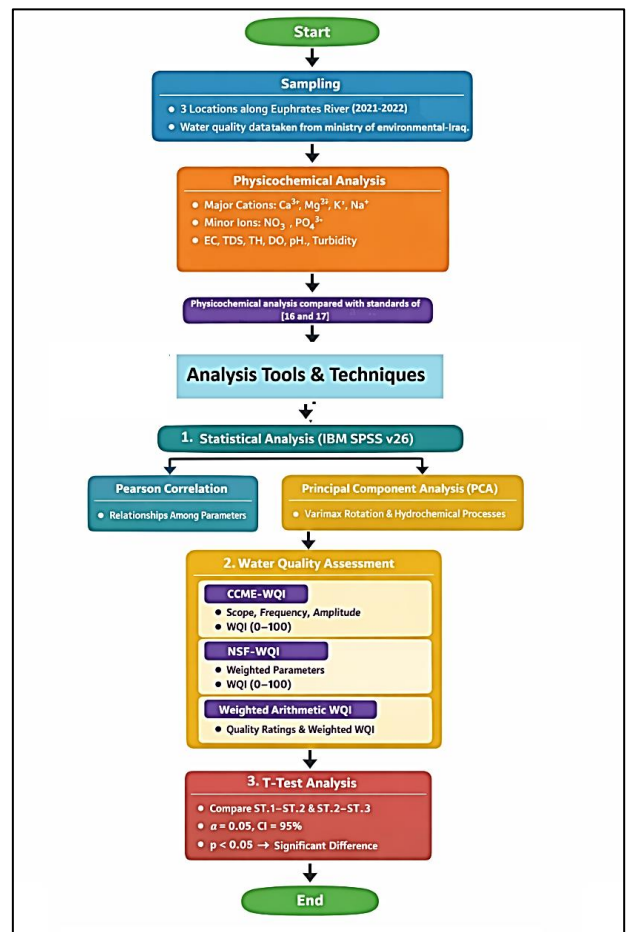 Start
Sampling
• 3 Locations along Euphrates River (2021-2022)
• Water quality datataken from ministry of environmental-Iraq.
Physicochemical Analysis
• Major Cations: Ca³⁺, Mg³², K⁺, Na⁺
• Minor Ions: NO₃ , PO₄³⁻
• EC, TDS, TH, DO, pH., Turbidity
Physicochemical analysis compared with standards of
[16 and 17]
Analysis Tools & Techniques
1. Statistical Analysis (IBM SPSS v26)
Pearson Correlation
• Relationships Among Parameters
Principal Component Analysis (PCA)
• Varimax Rotation & Hydrochemical Processes
2. Water Quality Assessment
CCME-WQI
• Scope, Frequency, Amplitude
• WQI (0–100)
NSF-WQI
• Weighted Parameters
• WQI (0–100)
Weighted Arithmetic WQI
• Quality Ratings & Weighted WQI
3. T-Test Analysis
• Compare ST.1–ST.2 & ST.2–ST.3
• α = 0.05, CI = 95%
• p < 0.05 → Significant Difference
End